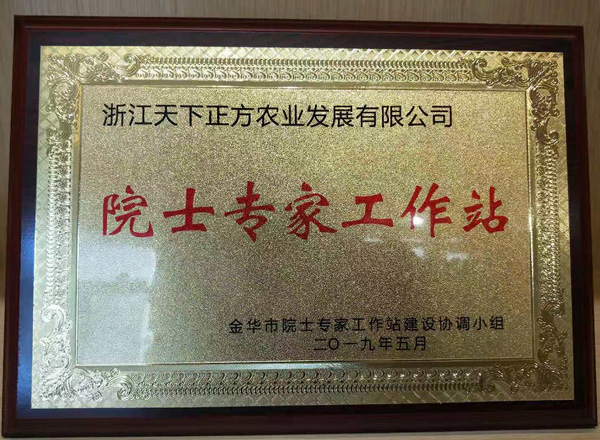 浙江天下正方农业发展有限公司
院士专家工作站
金华市院士专家工作站建设协调小组
二〇一九年五月